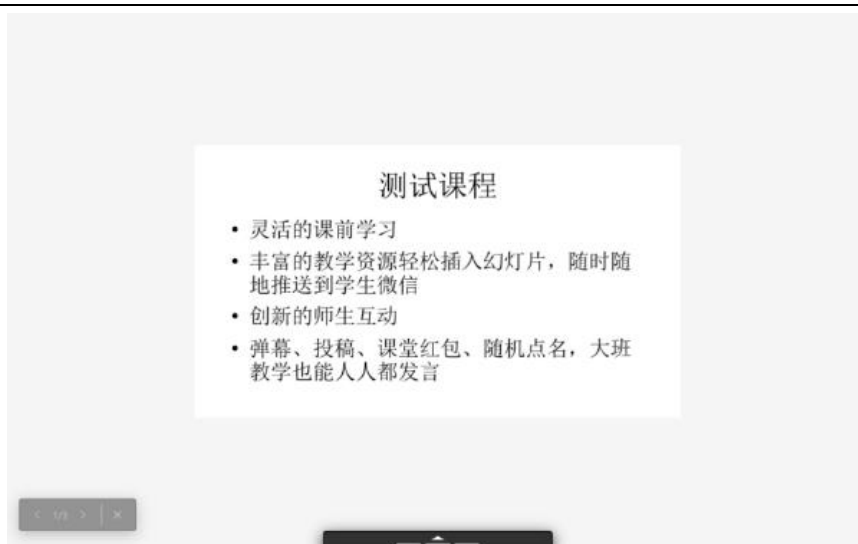 测试课程
• 灵活的课前学习
• 丰富的教学资源轻松插入幻灯片，随时随
地推送到学生微信
• 创新的师生互动
• 弹幕、投稿、课堂红包、随机点名，大班
教学也能人人都发言